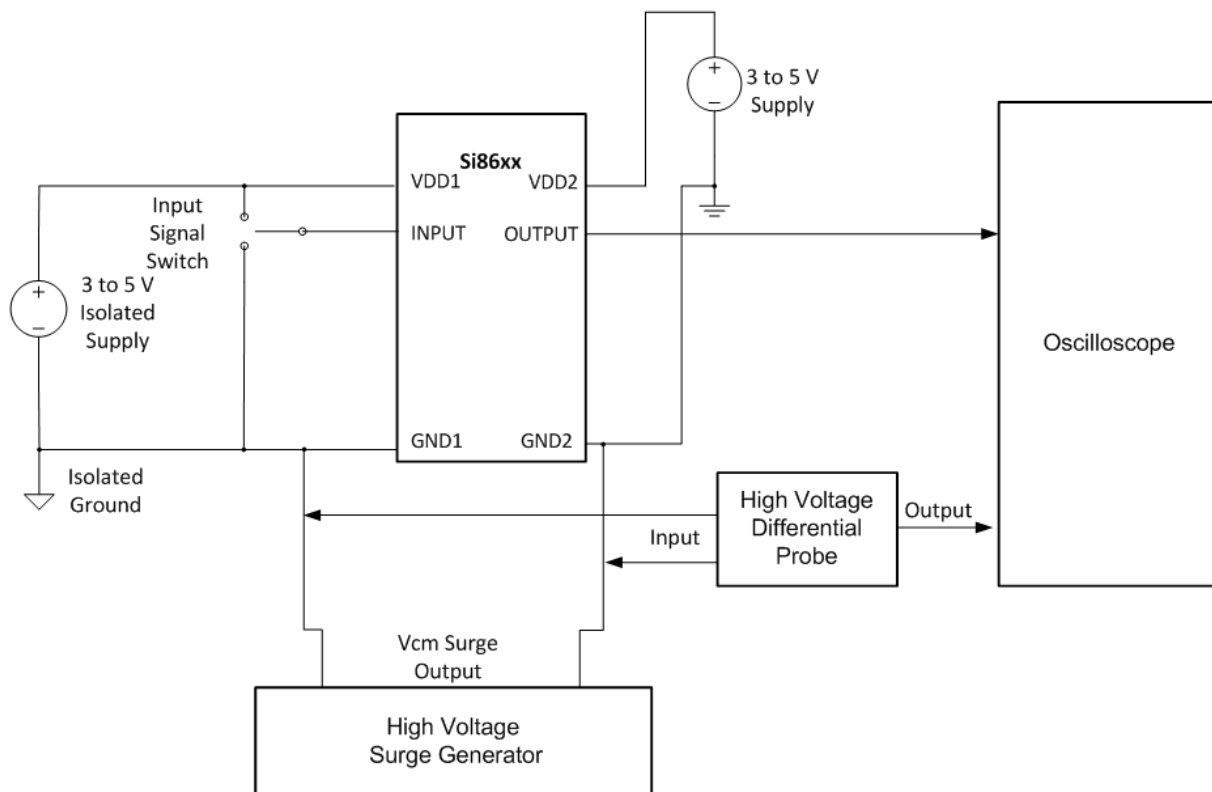 3 to 5 V
Supply
Si86xx
VDD1
VDD2
Input
Signal
Switch
INPUT
OUTPUT
3 to 5 V
Isolated
Supply
Oscilloscope
GND1
GND2
Isolated
Ground
High Voltage
Differential
Probe
Input
Output
Vcm Surge
Output
High Voltage
Surge Generator
+
−
+
−